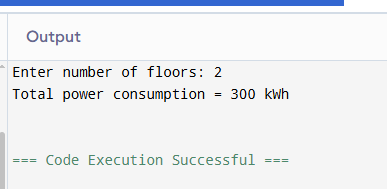 Output
Enter number of floors: 2
Total power consumption = 300 kWh
=== Code Execution Successful ===